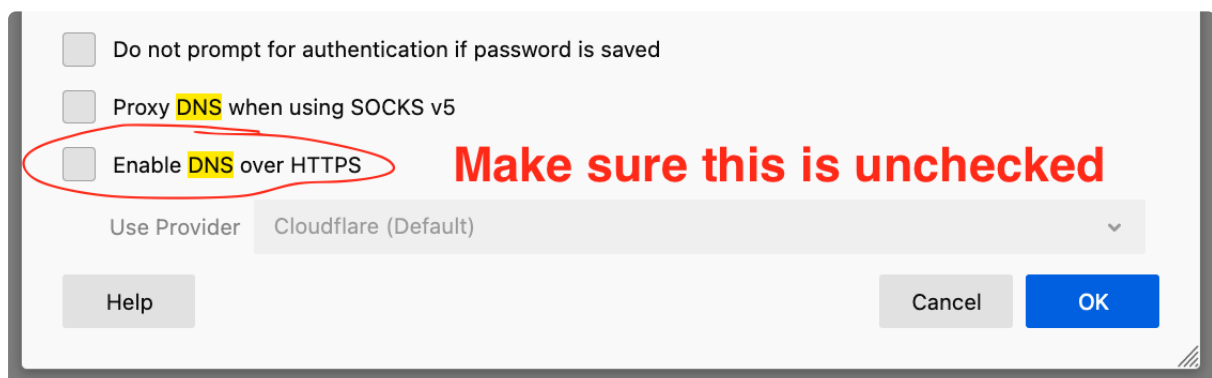 Do not prompt for authentication if password is saved
Proxy DNS when using SOCKS v5
Enable DNS over HTTPS Make sure this is unchecked
Use Provider Cloudflare (Default)
Help Cancel OK